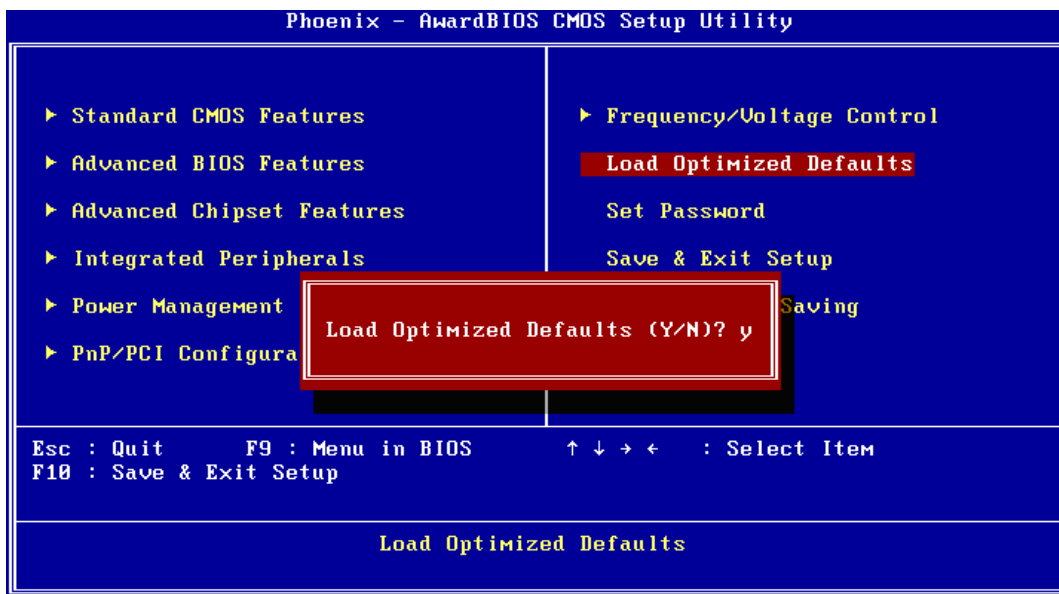 Phoenix - AwardBIOS CMOS Setup Utility
▶ Standard CMOS Features
▶ Advanced BIOS Features
▶ Advanced Chipset Features
▶ Integrated Peripherals
▶ Power Management
▶ PnP/PCI Configura
▶ Frequency/Voltage Control
Load Optimized Defaults
Set Password
Save & Exit Setup
Saving
Load Optimized Defaults (Y/N)? y
Esc : Quit F9 : Menu in BIOS ↑ ↓ → ← : Select Item
F10 : Save & Exit Setup
Load Optimized Defaults